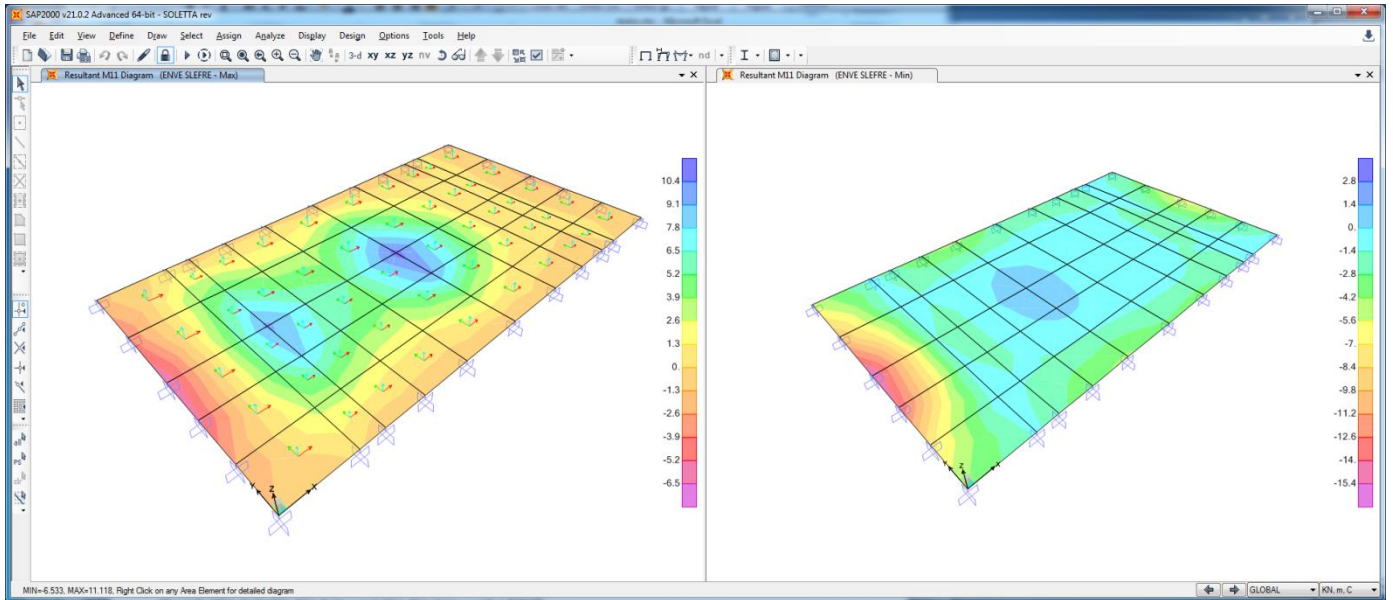 SAP2000 v21.0.2 Advanced 64-bit - SOLETTA rev
File Edit View Define Draw Select Assign Analyze Display Design Options Tools Help
3-d xy xz yz nv
nd
Resultant M11 Diagram (ENVE SLEFRE - Max)
10.4
9.1
7.8
6.5
5.2
3.9
2.6
1.3
0.
-1.3
-2.6
-3.9
-5.2
-6.5
Y Z X
Resultant M11 Diagram (ENVE SLEFRE - Min)
2.8
1.4
0.
-1.4
-2.8
-4.2
-5.6
-7.
-8.4
-9.8
-11.2
-12.6
-14.
-15.4
Y Z X
MIN=-6.533, MAX=11.118, Right Click on any Area Element for detailed diagram
GLOBAL
KN, m, C